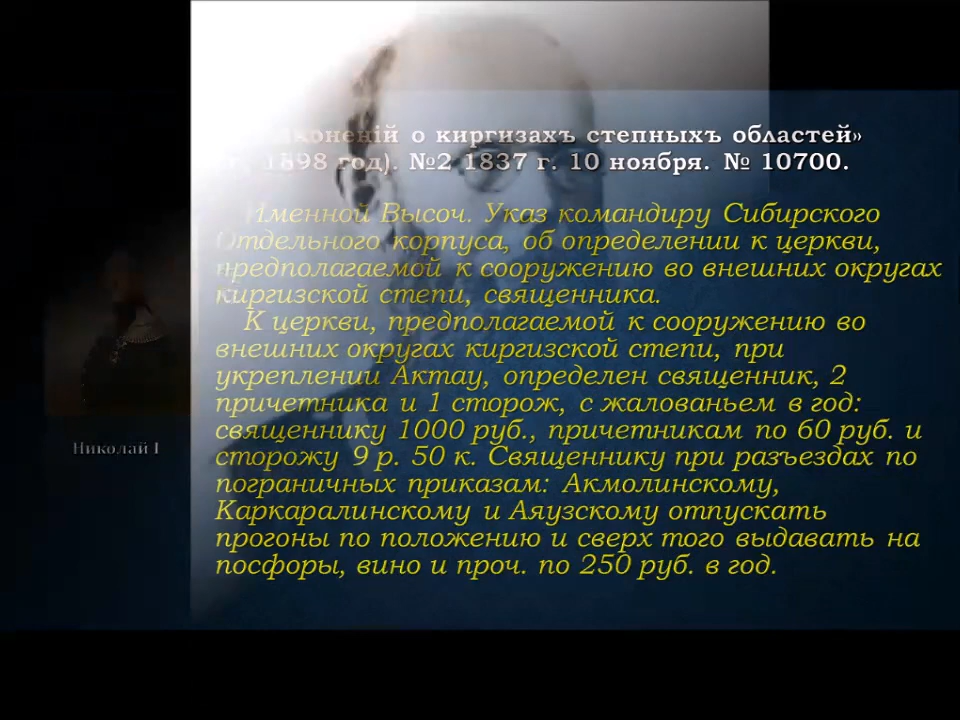 о киргизахъ степныхъ областей»
1898 год). №2 1837 г. 10 ноября. № 10700.
Именной Высоч. Указ командиру Сибирского
Отдельного корпуса, об определении к церкви,
предполагаемой к сооружению во внешних округах
киргизской степи, священника.
К церкви, предполагаемой к сооружению во
внешних округах киргизской степи, при
укреплении Актау, определен священник, 2
причетника и 1 сторож, с жалованьем в год:
священнику 1000 руб., причетникам по 60 руб. и
сторожу 9 р. 50 к. Священнику при разъездах по
пограничных приказам: Акмолинскому,
Каркаралинскому и Аяузскому отпускать
прогоны по положению и сверх того выдавать на
посфоры, вино и проч. по 250 руб. в год.
Николай I